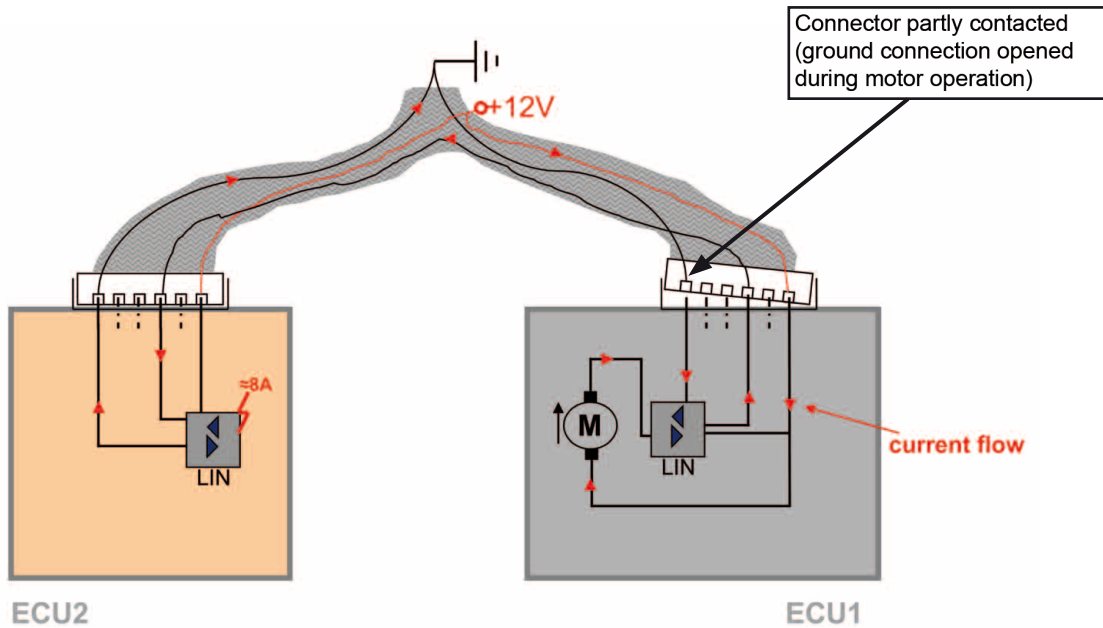 Connector partly contacted
(ground connection opened
during motor operation)
+12V
≈8A
LIN
M
LIN
current flow
ECU2
ECU1